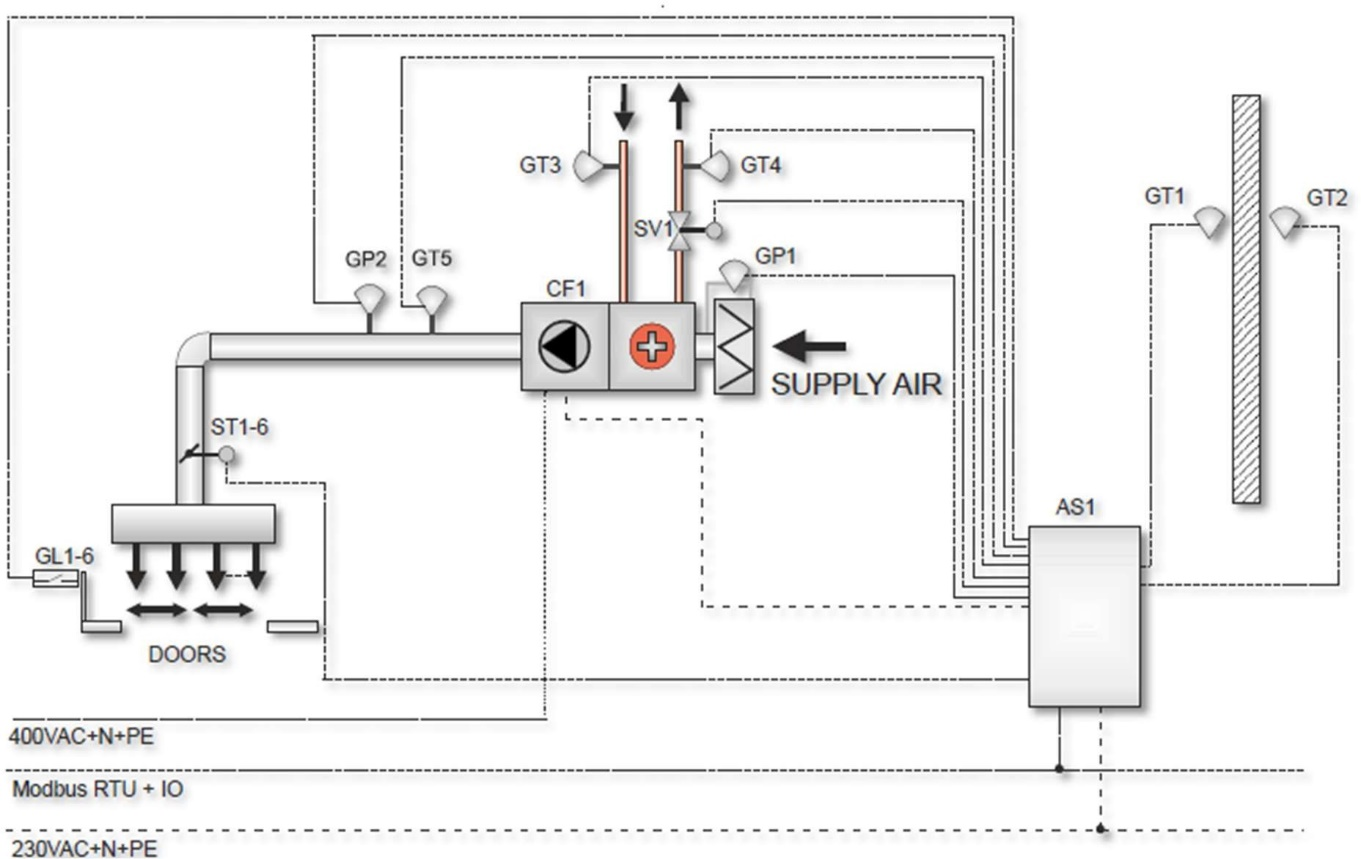 GT3
GT4
GT1
GT2
SV1
GP2
GT5
GP1
CF1
SUPPLY AIR
ST1-6
AS1
GL1-6
DOORS
400VAC+N+PE
Modbus RTU + IO
230VAC+N+PE